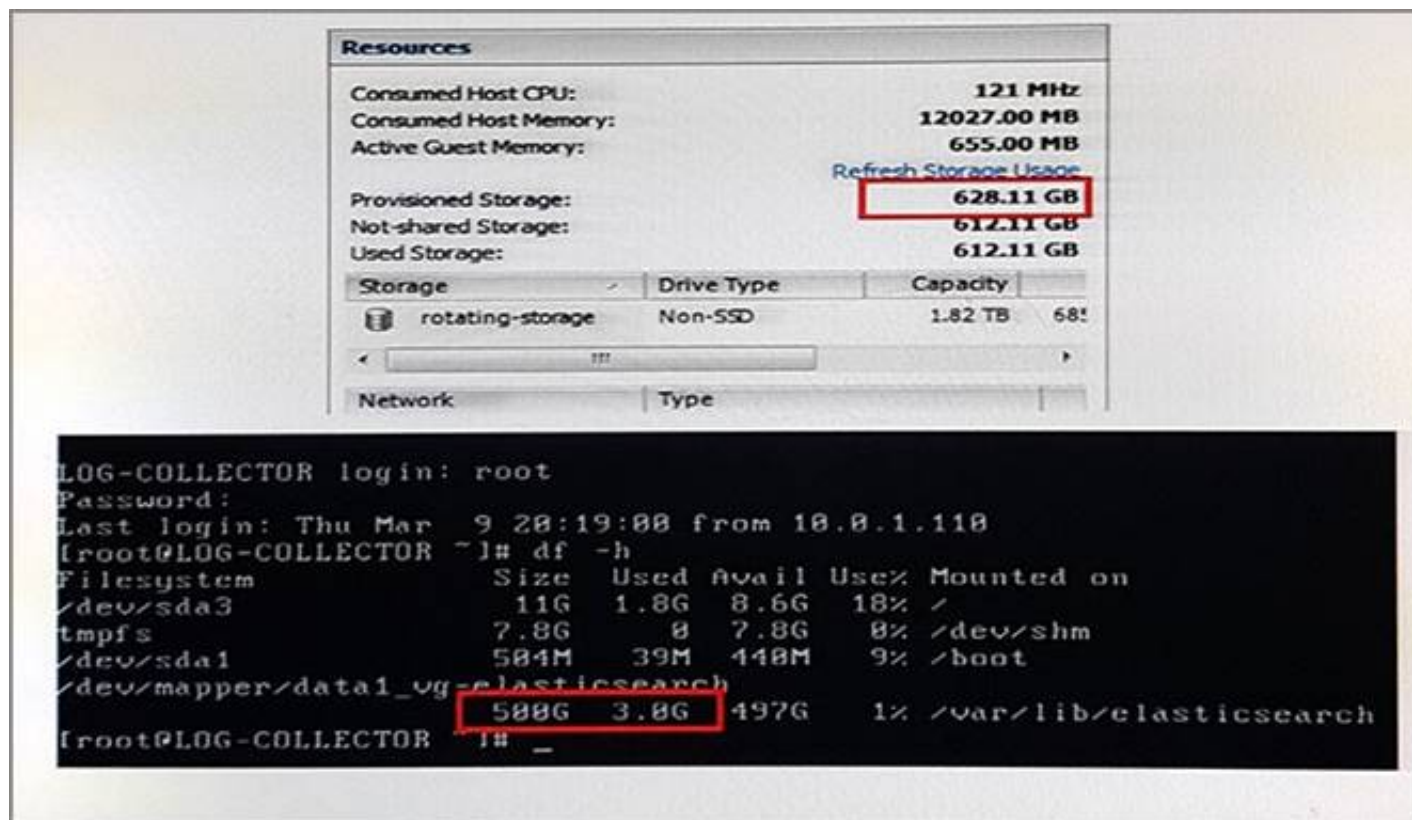 Resources
Consumed Host CPU: 121 MHz
Consumed Host Memory: 12027.00 MB
Active Guest Memory: 655.00 MB
Refresh Storage Usage
Provisioned Storage: 628.11 GB
Not-shared Storage: 612.11 GB
Used Storage: 612.11 GB
Storage Drive Type Capacity
rotating-storage Non-SSD 1.82 TB 685
Network Type
LOG-COLLECTOR login: root
Password:
Last login: Thu Mar 9 20:19:00 from 10.0.1.110
[root@LOG-COLLECTOR ~]# df -h
Filesystem Size Used Avail Use% Mounted on
/dev/sda3 11G 1.8G 8.6G 18% /
tmpfs 7.8G 0 7.8G 0% /dev/shm
/dev/sda1 504M 39M 440M 9% /boot
/dev/mapper/data1_vg-elasticsearch
500G 3.0G 497G 1% /var/lib/elasticsearch
[root@LOG-COLLECTOR ~]# _